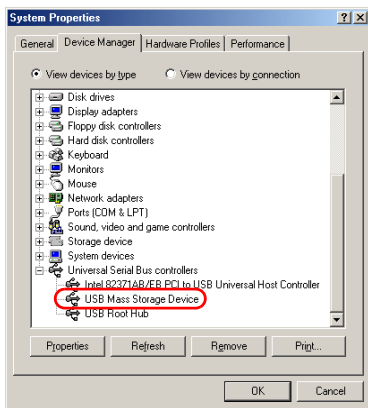 System Properties
General Device Manager Hardware Profiles Performance
View devices by type View devices by connection
Disk drives
Display adapters
Floppy disk controllers
Hard disk controllers
Keyboard
Monitors
Mouse
Network adapters
Ports (COM & LPT)
Sound, video and game controllers
Storage device
System devices
Universal Serial Bus controllers
Intel 82371AB/EB PCI to USB Universal Host Controller
USB Mass Storage Device
USB Root Hub
Properties Refresh Remove Print...
OK Cancel